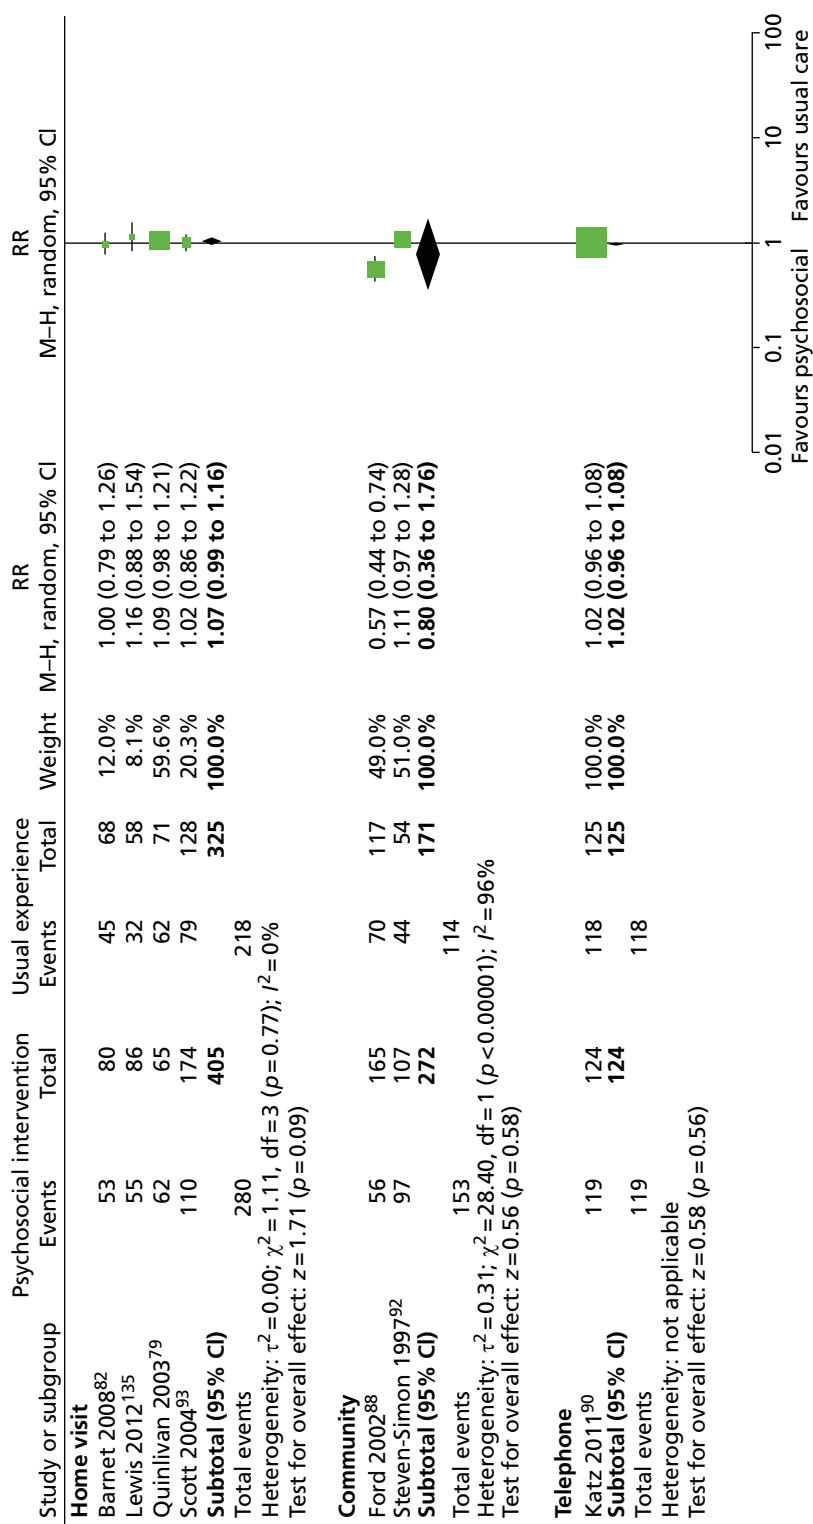 Psychosocial intervention Usual experience RR RR
Study or subgroup Events Total Events Total Weight M–H, random, 95% CI M–H, random, 95% CI
Home visit
Barnet 2008⁸² 53 80 45 68 12.0% 1.00 (0.79 to 1.26)
Lewis 2012¹³⁵ 55 86 32 58 8.1% 1.16 (0.88 to 1.54)
Quinlivan 2003⁷⁹ 62 65 62 71 59.6% 1.09 (0.98 to 1.21)
Scott 2004⁹³ 110 174 79 128 20.3% 1.02 (0.86 to 1.22)
Subtotal (95% CI) 405 325 100.0% 1.07 (0.99 to 1.16)
Total events 280 218
Heterogeneity: τ²=0.00; χ²=1.11, df=3 (p=0.77); I²=0%
Test for overall effect: z=1.71 (p=0.09)
Community
Ford 2002⁸⁸ 56 165 70 117 49.0% 0.57 (0.44 to 0.74)
Steven-Simon 1997⁹² 97 107 44 54 51.0% 1.11 (0.97 to 1.28)
Subtotal (95% CI) 272 171 100.0% 0.80 (0.36 to 1.76)
Total events 153 114
Heterogeneity: τ²=0.31; χ²=28.40, df=1 (p<0.00001); I²=96%
Test for overall effect: z=0.56 (p=0.58)
Telephone
Katz 2011⁹⁰ 119 124 118 125 100.0% 1.02 (0.96 to 1.08)
Subtotal (95% CI) 124 125 100.0% 1.02 (0.96 to 1.08)
Total events 119 118
Heterogeneity: not applicable
Test for overall effect: z=0.58 (p=0.56)
0.01 0.1 1 10 100
Favours psychosocial Favours usual care